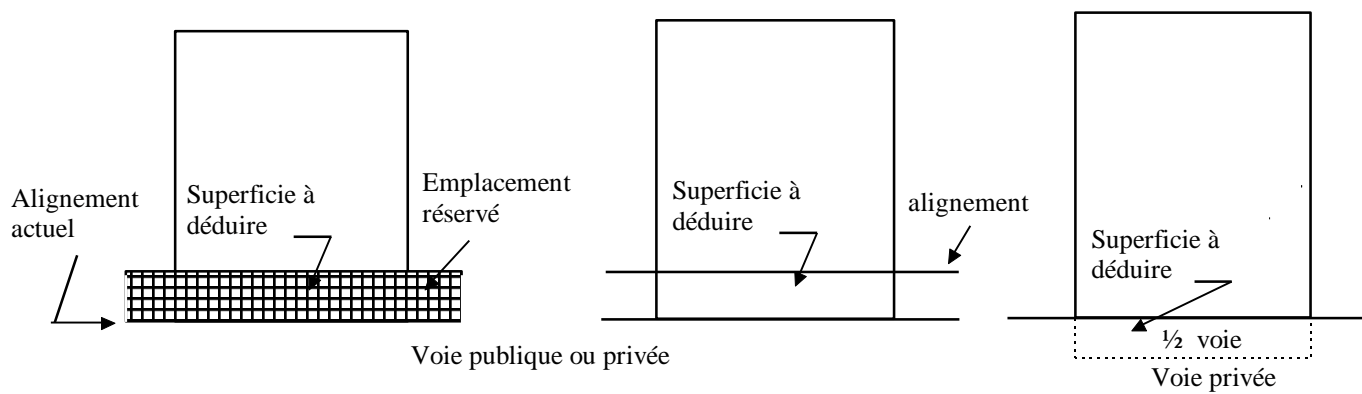 Alignement
actuel
Superficie à
déduire
Emplacement
réservé
Superficie à
déduire
alignement
Superficie à
déduire
½ voie
Voie publique ou privée
Voie privée